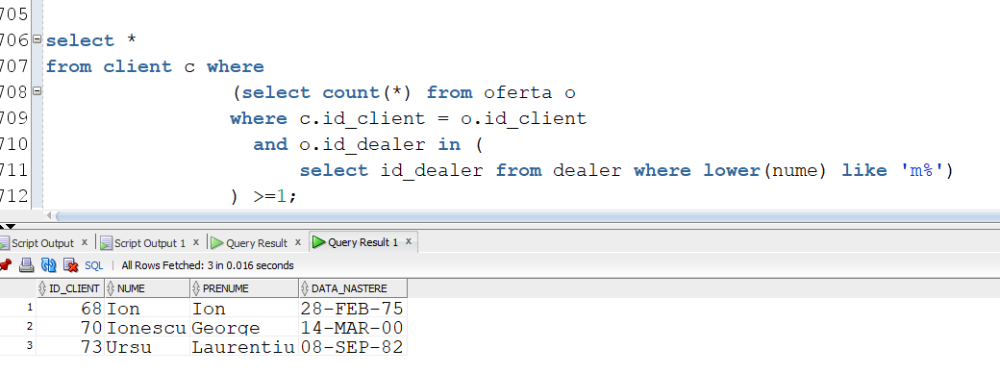 705
706 select *
707 from client c where
708 (select count(*) from oferta o
709 where c.id_client = o.id_client
710 and o.id_dealer in (
711 select id_dealer from dealer where lower(nume) like 'm%')
712 ) >=1;
Script Output x Script Output 1 x Query Result x Query Result 1 x
SQL | All Rows Fetched: 3 in 0.016 seconds
ID_CLIENT NUME PRENUME DATA_NASTERE
1 68 Ion Ion 28-FEB-75
2 70 Ionescu George 14-MAR-00
3 73 Ursu Laurentiu 08-SEP-82